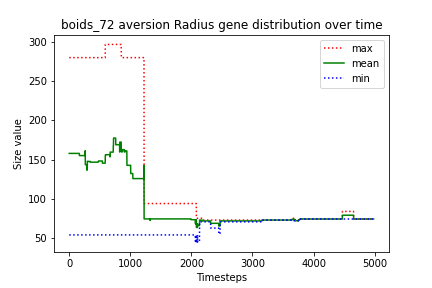 boids_72 aversion Radius gene distribution over time
300
250
200
150
100
50
Size value
max
mean
min
0
1000
2000
3000
4000
5000
Timesteps